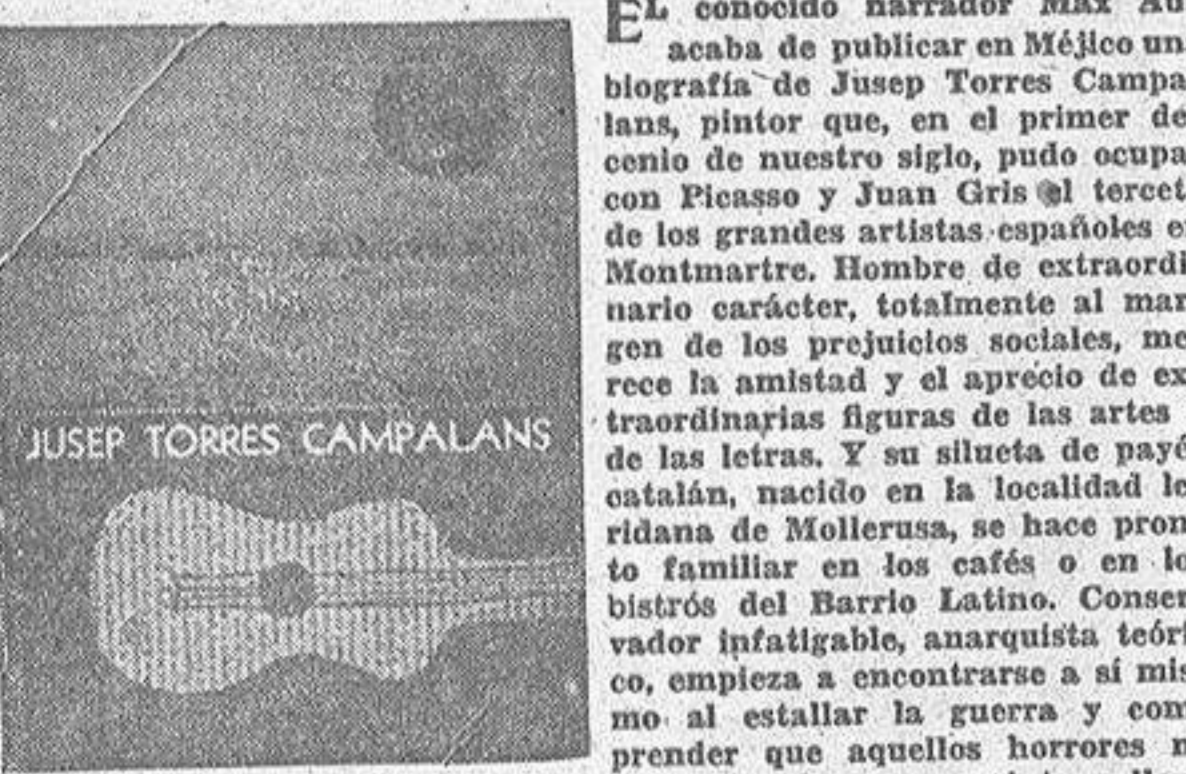 JUSEP TORRES CAMPALANS
EL conocido narrador Max Au
acaba de publicar en Méjico un
biografía de Jusep Torres Campa
lans, pintor que, en el primer de
cenio de nuestro siglo, pudo ocupa
con Picasso y Juan Gris el tercet
de los grandes artistas españoles e
Montmartre. Hombre de extraordi
nario carácter, totalmente al mar
gen de los prejuicios sociales, me
rece la amistad y el aprecio de ex
traordinarias figuras de las artes
de las letras. Y su silueta de payé
catalán, nacido en la localidad le
ridana de Mollerusa, se hace pron
to familiar en los cafés o en lo
bistrós del Barrio Latino. Conser
vador infatigable, anarquista teóri
co, empieza a encontrarse a sí mis
mo al estallar la guerra y com
prender que aquellos horrores n